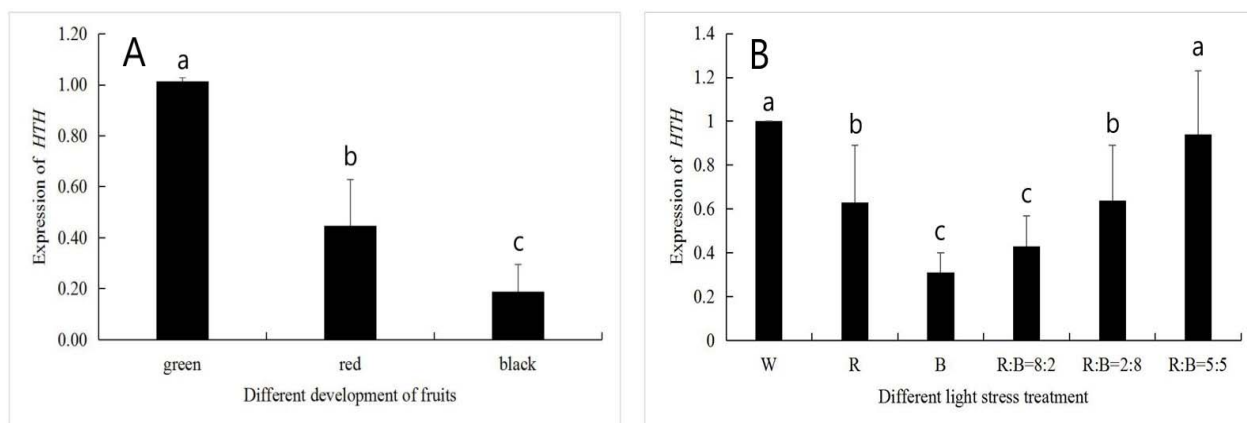 A
Expression of HTH
1.20
1.00
0.80
0.60
0.40
0.20
0.00
a
b
c
green red black
Different development of fruits
B
Expression of HTH
1.4
1.2
1
0.8
0.6
0.4
0.2
0
a
b
c
c
b
a
W R B R:B=8:2 R:B=2:8 R:B=5:5
Different light stress treatment